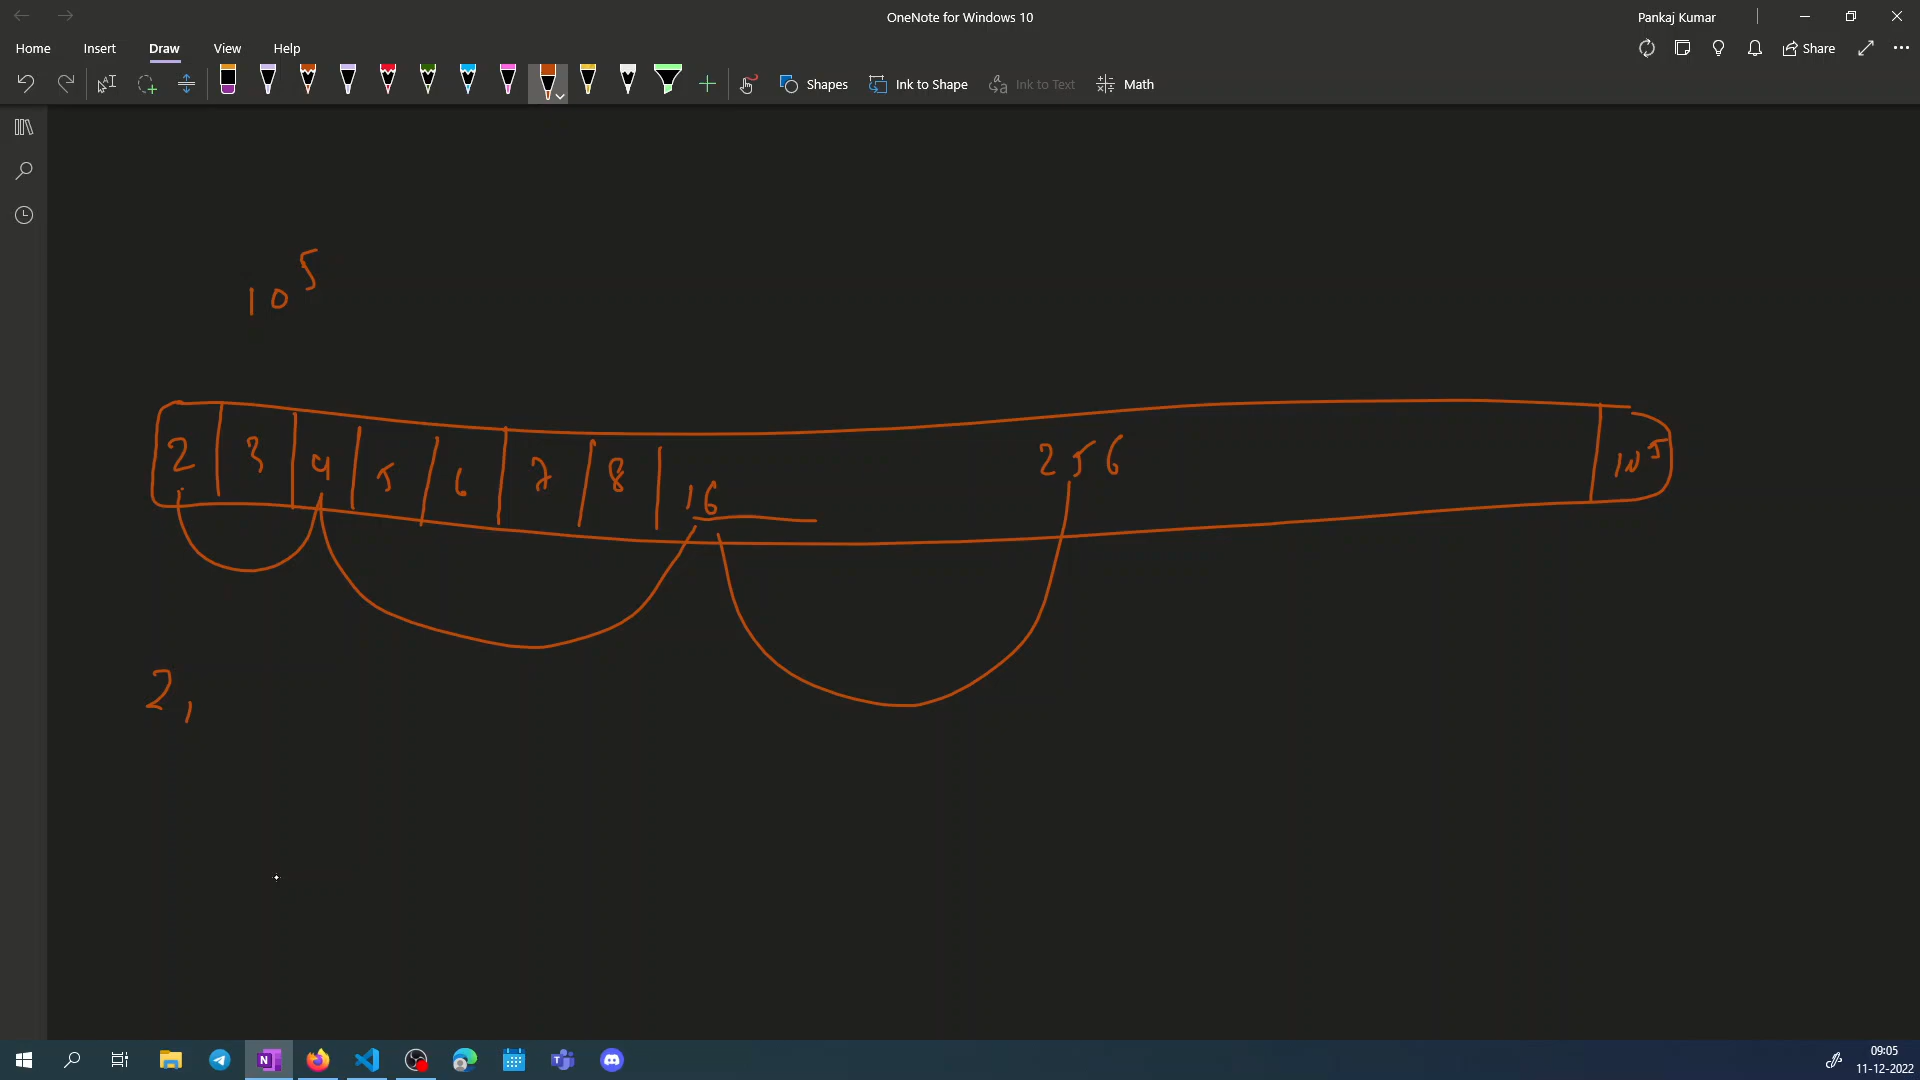 OneNote for Windows 10
Pankaj Kumar
Home Insert Draw View Help
Share
Shapes Ink to Shape Ink to Text Math
10⁵
2 3 4 5 6 7 8 16 256 10⁵
2,
09:05
11-12-2022